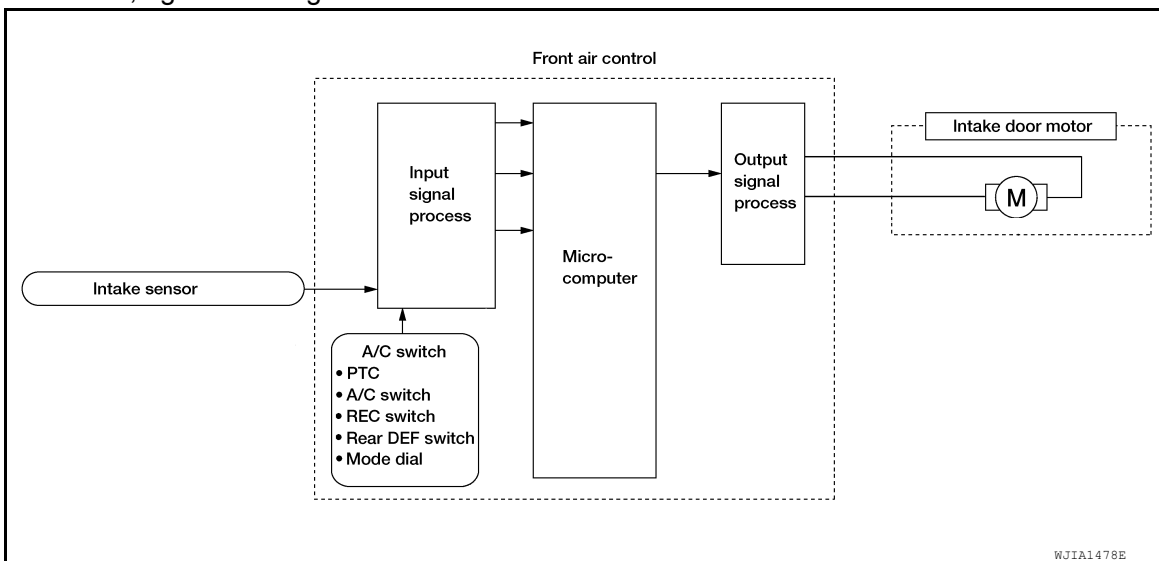 Front air control
Intake door motor
Input
signal
process
Micro-
computer
Output
signal
process
M
Intake sensor
A/C switch
• PTC
• A/C switch
• REC switch
• Rear DEF switch
• Mode dial
WJIA1478E